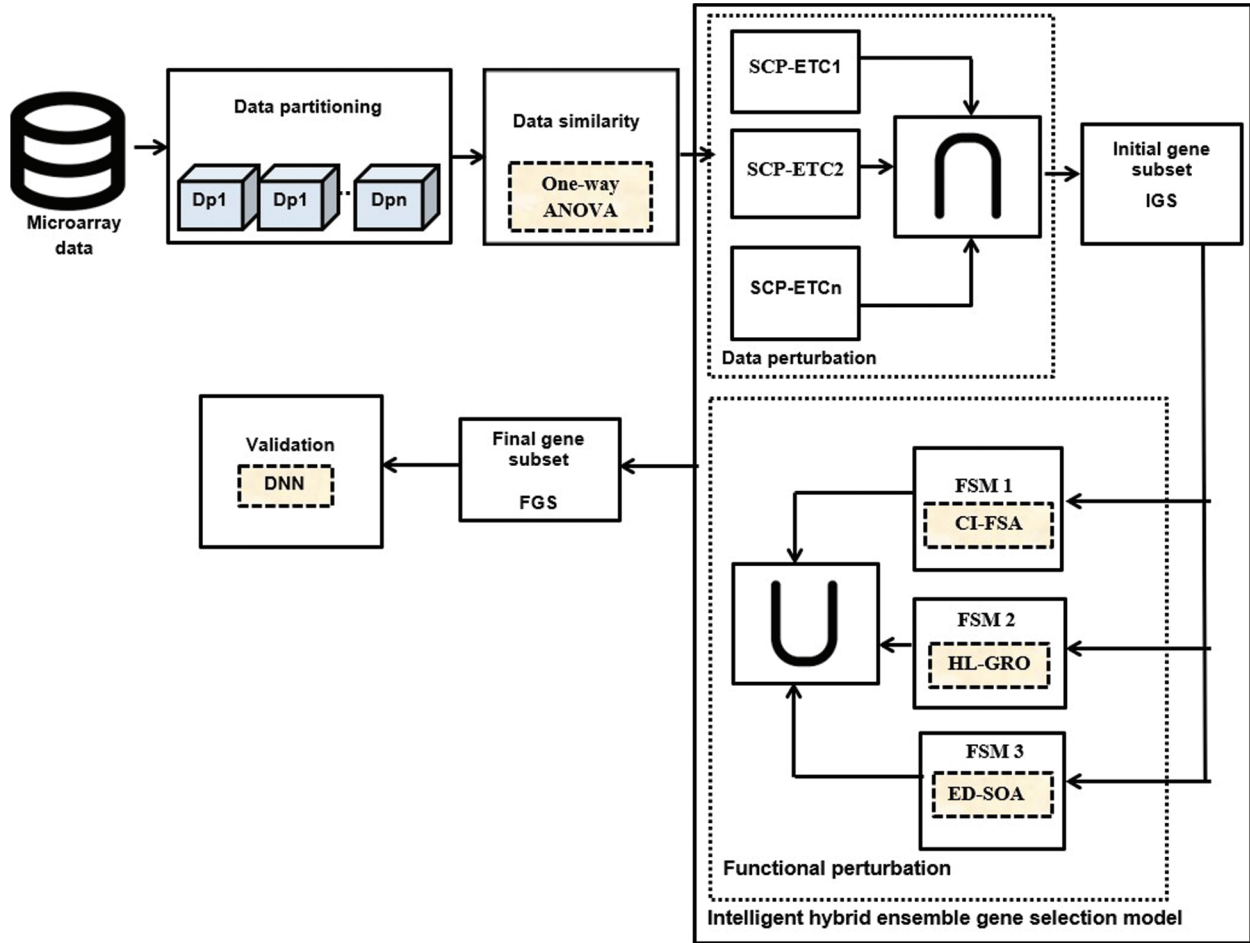 Microarray
data
Data partitioning
Dp1
Dp1
..
Dpn
Data similarity
One-way
ANOVA
SCP-ETC1
SCP-ETC2
SCP-ETCn
Data perturbation
Initial gene
subset
IGS
Validation
DNN
Final gene
subset
FGS
FSM 1
CI-FSA
FSM 2
HL-GRO
FSM 3
ED-SOA
Functional perturbation
Intelligent hybrid ensemble gene selection model